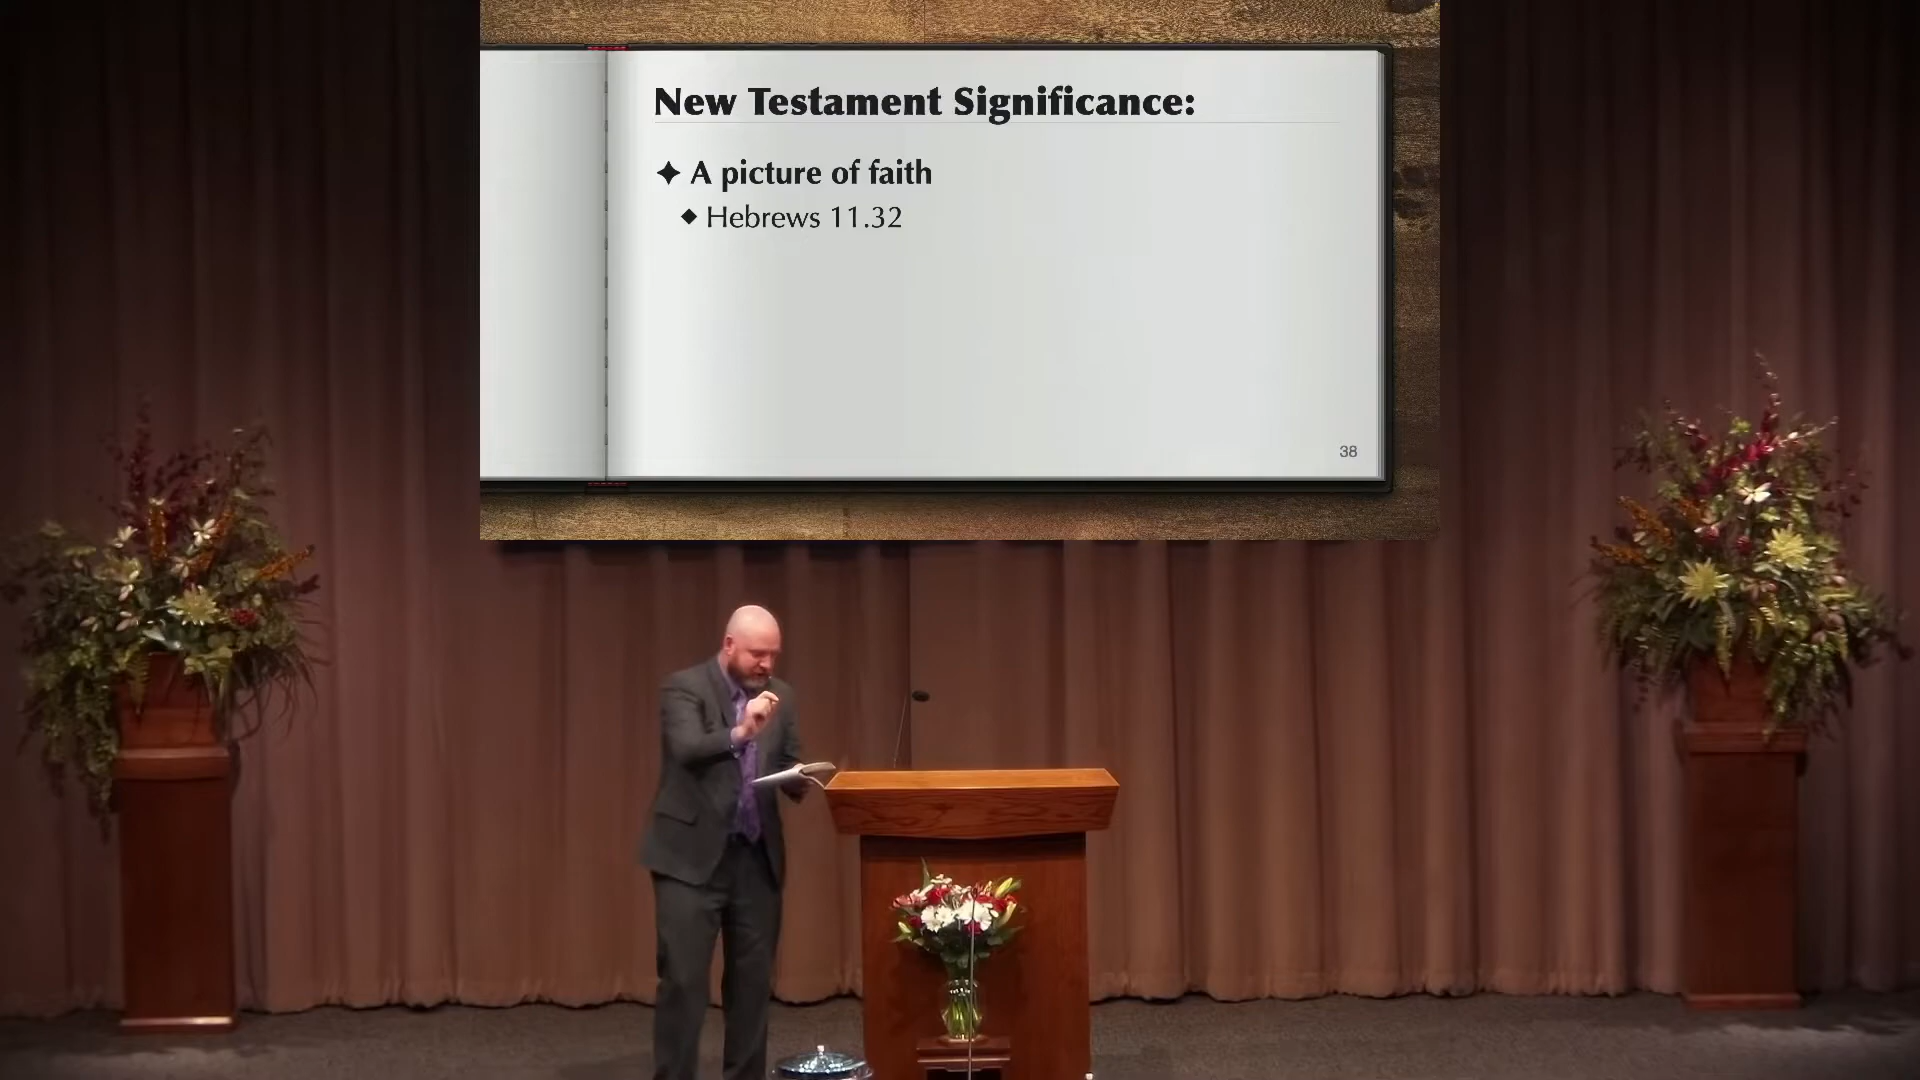 New Testament Significance:
✦ A picture of faith
◆ Hebrews 11.32
38